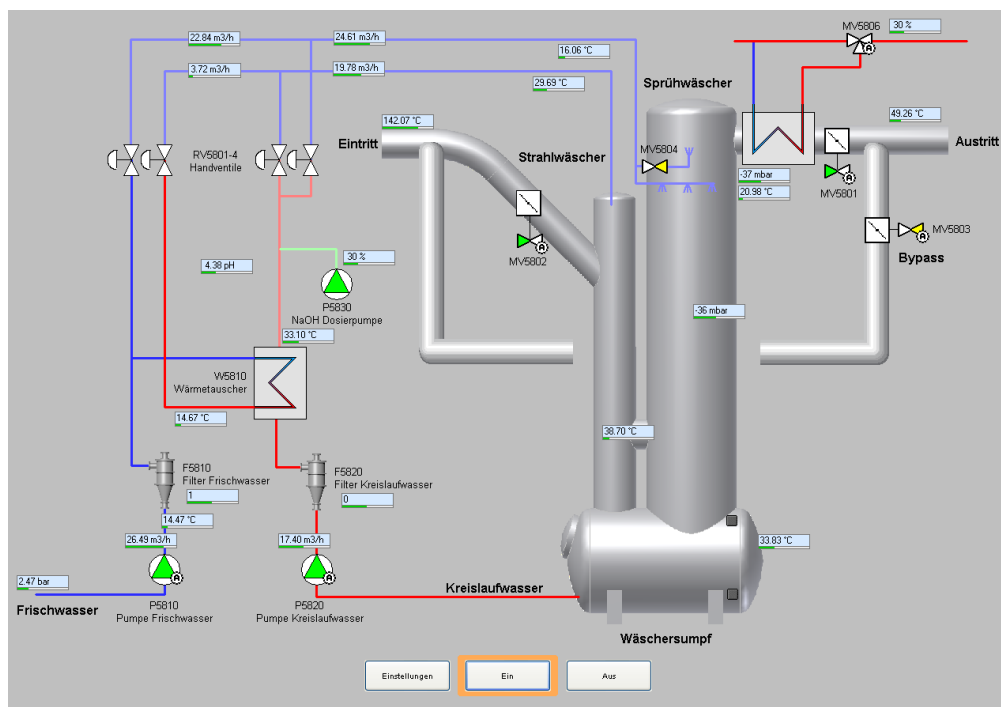 22.84 m3/h
24.61 m3/h
MV5806
30 %
16.06 °C
3.72 m3/h
19.78 m3/h
29.69 °C
Sprühwäscher
142.07 °C
49.26 °C
Eintritt
Strahlwäscher
MV5804
Austritt
RV5801-4
Handventile
-37 mbar
20.98 °C
MV5801
MV5802
MV5803
Bypass
4.38 pH
30 %
P5830
NaOH Dosierpumpe
-36 mbar
33.10 °C
W5810
Wärmetauscher
14.67 °C
38.70 °C
F5810
Filter Frischwasser
1
F5820
Filter Kreislaufwasser
0
14.47 °C
26.49 m3/h
17.40 m3/h
33.83 °C
A
A
A
A
A
A
2.47 bar
Frischwasser
P5810
Pumpe Frischwasser
P5820
Pumpe Kreislaufwasser
Kreislaufwasser
Wäschersumpf
Einstellungen
Ein
Aus